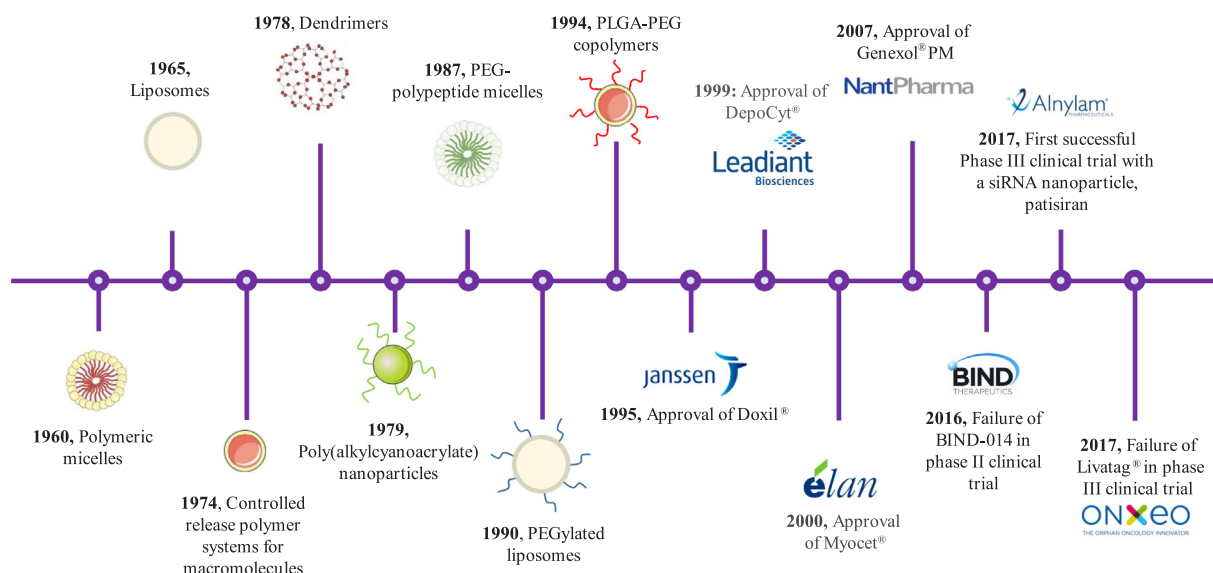 1960, Polymeric
micelles
1965,
Liposomes
1974, Controlled
release polymer
systems for
macromolecules
1978, Dendrimers
1979,
Poly(alkylcyanoacrylate)
nanoparticles
1987, PEG-
polypeptide micelles
1990, PEGylated
liposomes
1994, PLGA-PEG
copolymers
Janssen
1995, Approval of Doxil®
1999: Approval of
DepoCyt®
Leadiant
Biosciences
élan
2000, Approval
of Myocet®
2007, Approval of
Genexol®PM
NantPharma
BIND
THERAPEUTICS
2016, Failure of
BIND-014 in
phase II clinical
trial
Alnylam
PHARMACEUTICALS
2017, First successful
Phase III clinical trial with
a siRNA nanoparticle,
patisiran
2017, Failure of
Livatag® in phase
III clinical trial
ONXEO
THE ORPHAN ONCOLOGY INNOVATOR